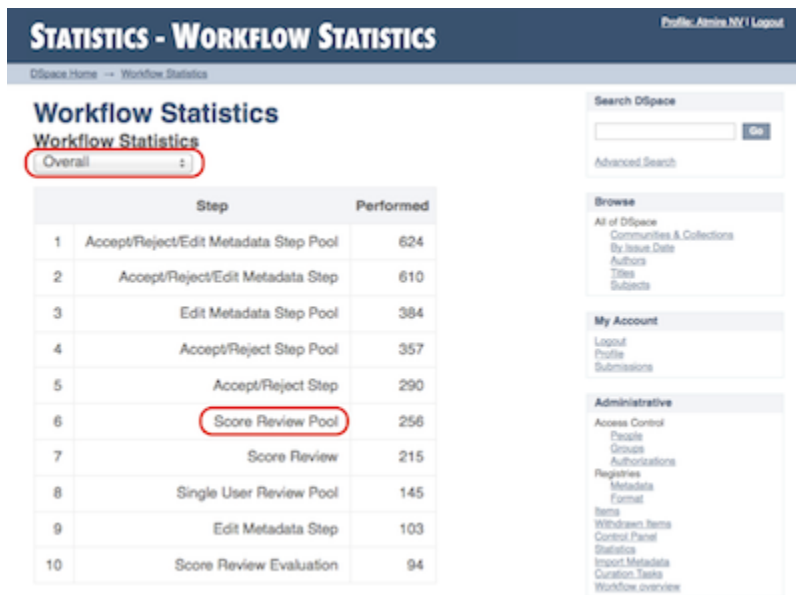 STATISTICS - WORKFLOW STATISTICS
Profile: Atmire NV | Logout
DSpace Home → Workflow Statistics
Workflow Statistics
Workflow Statistics
Overall
Step Performed
1 Accept/Reject/Edit Metadata Step Pool 624
2 Accept/Reject/Edit Metadata Step 610
3 Edit Metadata Step Pool 384
4 Accept/Reject Step Pool 357
5 Accept/Reject Step 290
6 Score Review Pool 256
7 Score Review 215
8 Single User Review Pool 145
9 Edit Metadata Step 103
10 Score Review Evaluation 94
Search DSpace
Go
Advanced Search
Browse
All of DSpace
Communities & Collections
By Issue Date
Authors
Titles
Subjects
My Account
Logout
Profile
Submissions
Administrative
Access Control
People
Groups
Authorizations
Registries
Metadata
Format
Items
Withdrawn Items
Control Panel
Statistics
Import Metadata
Curation Tasks
Workflow overview